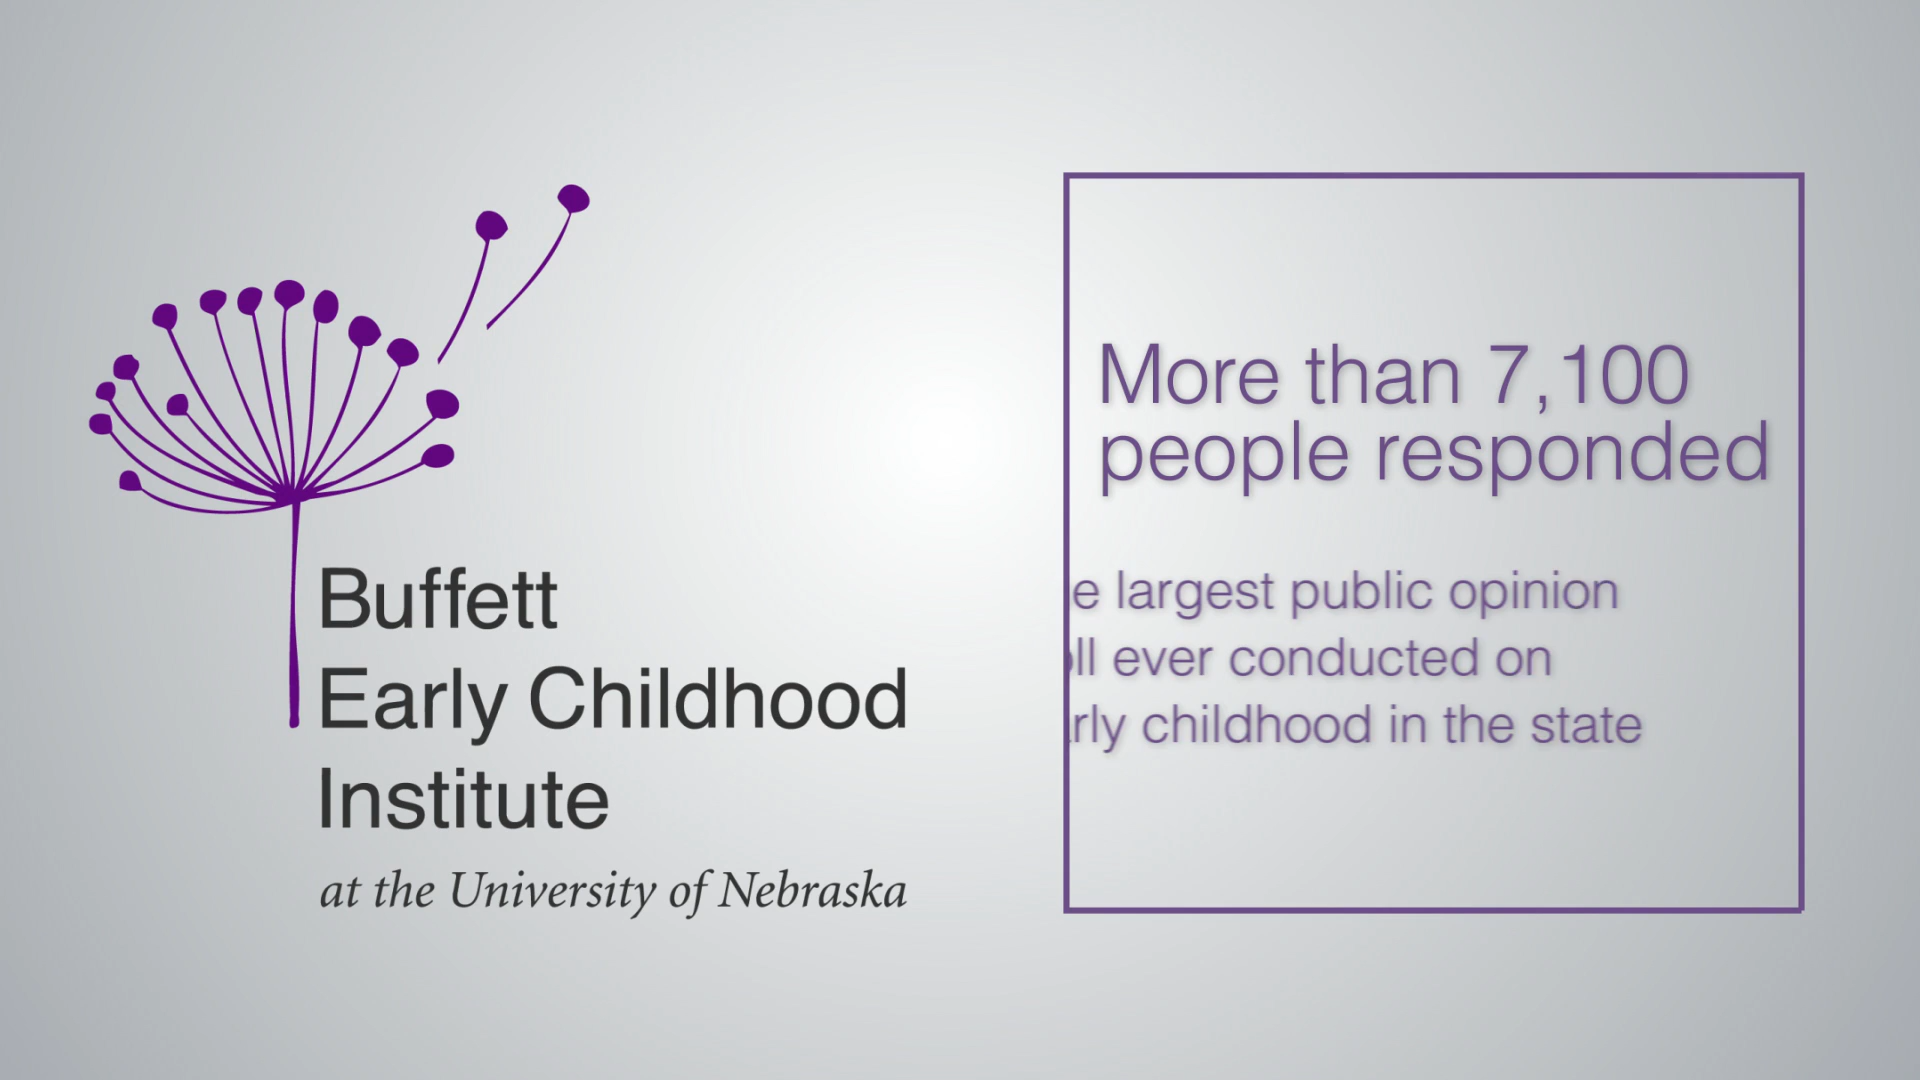 Buffett
Early Childhood
Institute
at the University of Nebraska
More than 7,100
people responded
e largest public opinion
ll ever conducted on
rly childhood in the state